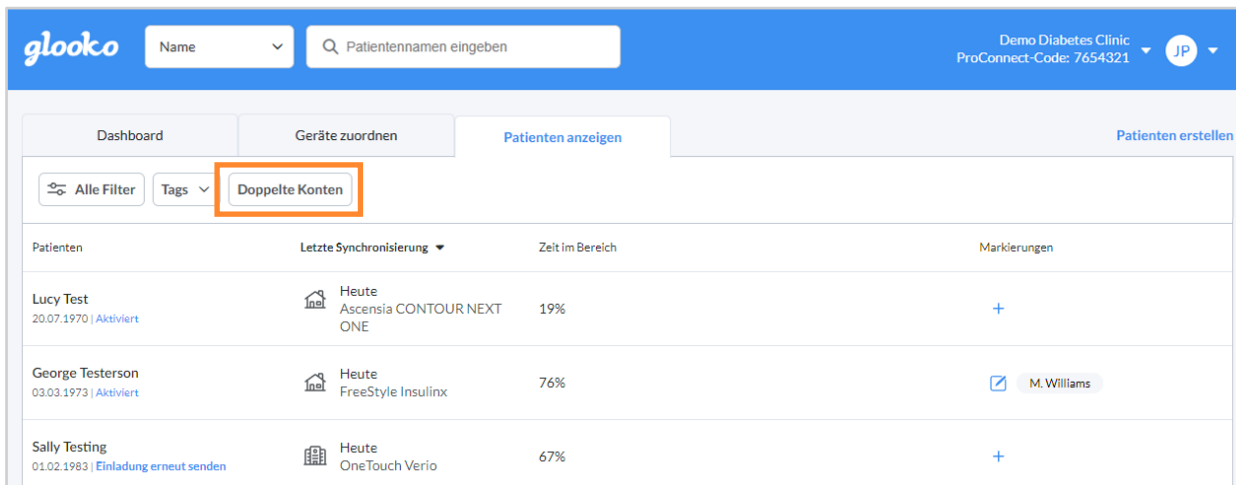 glooko
Name
Patientennamen eingeben
Demo Diabetes Clinic
ProConnect-Code: 7654321
JP
Dashboard
Geräte zuordnen
Patienten anzeigen
Patienten erstellen
Alle Filter
Tags
Doppelte Konten
Patienten
Letzte Synchronisierung
Zeit im Bereich
Markierungen
Lucy Test
20.07.1970 | Aktiviert
Heute
Ascensia CONTOUR NEXT
ONE
19%
+
George Testerson
03.03.1973 | Aktiviert
Heute
FreeStyle Insulinx
76%
M. Williams
Sally Testing
01.02.1983 | Einladung erneut senden
Heute
OneTouch Verio
67%
+